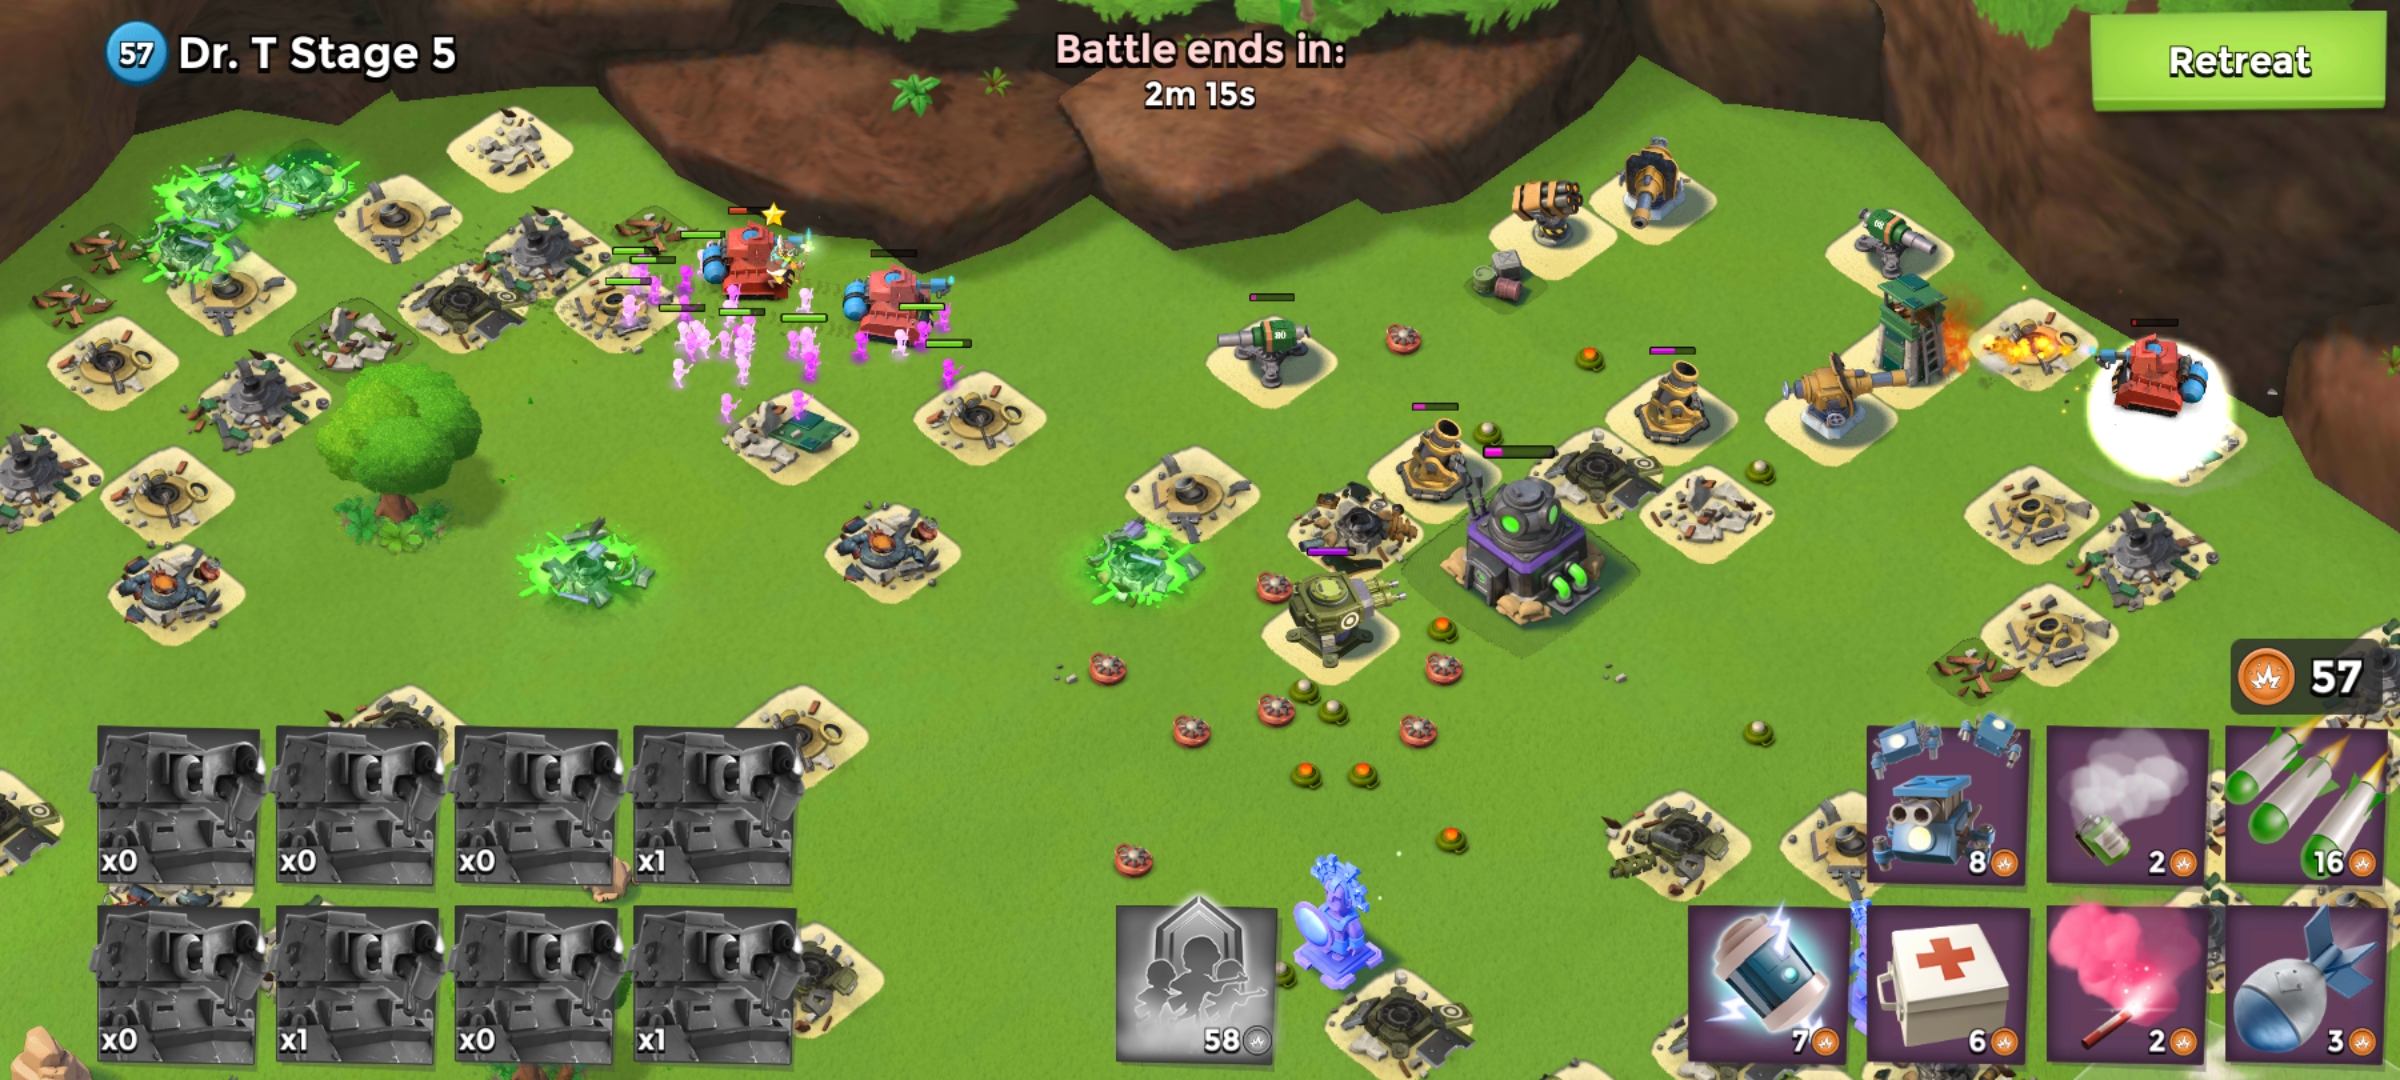 57 Dr. T Stage 5
Battle ends in:
2m 15s
Retreat
57
x0 x0 x0 x1
8 2 16
x0 x1 x0 x1
58
7 6 2 3